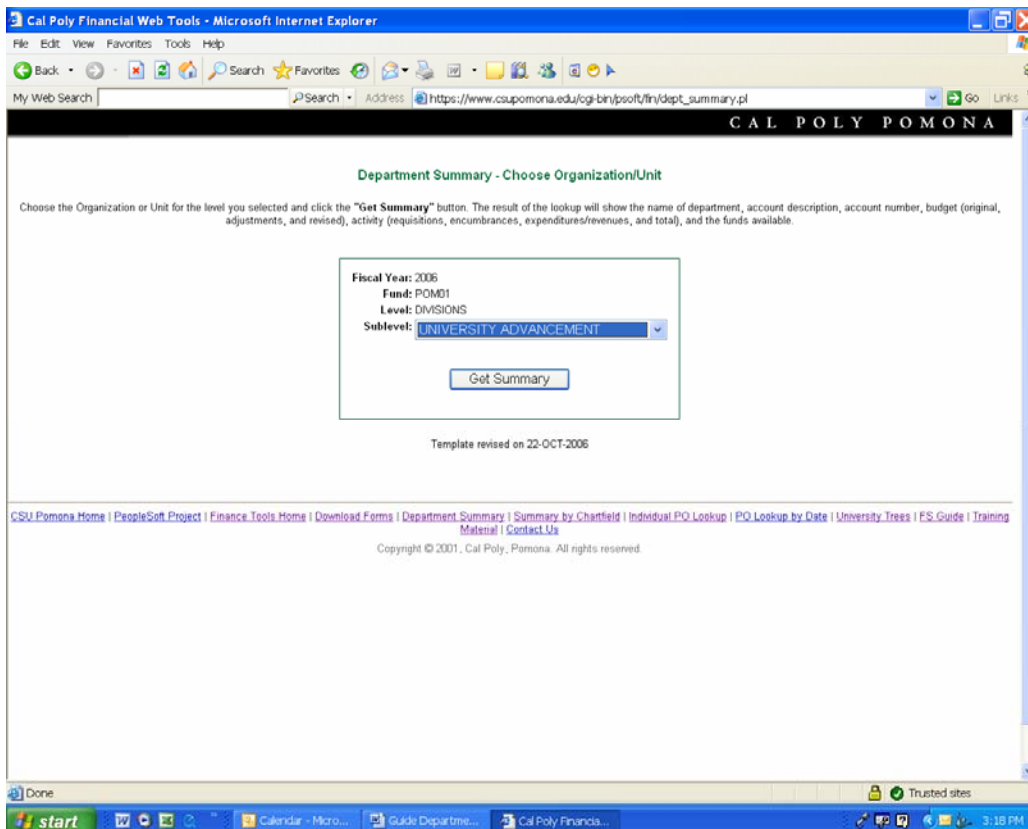 Cal Poly Financial Web Tools - Microsoft Internet Explorer
File Edit View Favorites Tools Help
Back Search Favorites
My Web Search Search Address https://www.csupomona.edu/cgi-bin/psoft/fin/dept_summary.pl Go Links
CAL POLY POMONA
Department Summary - Choose Organization/Unit
Choose the Organization or Unit for the level you selected and click the "Get Summary" button. The result of the lookup will show the name of department, account description, account number, budget (original,
adjustments, and revised), activity (requisitions, encumbrances, expenditures/revenues, and total), and the funds available.
Fiscal Year: 2006
Fund: POM01
Level: DIVISIONS
Sublevel: UNIVERSITY ADVANCEMENT
Get Summary
Template revised on 22-OCT-2006
CSU Pomona Home | PeopleSoft Project | Finance Tools Home | Download Forms | Department Summary | Summary by Chartfield | Individual PO Lookup | PO Lookup by Date | University Trees | FS Guide | Training
Material | Contact Us
Copyright © 2001, Cal Poly, Pomona. All rights reserved.
Done Trusted sites
start Calendar - Micro... Guide Departme... Cal Poly Financia... 3:18 PM